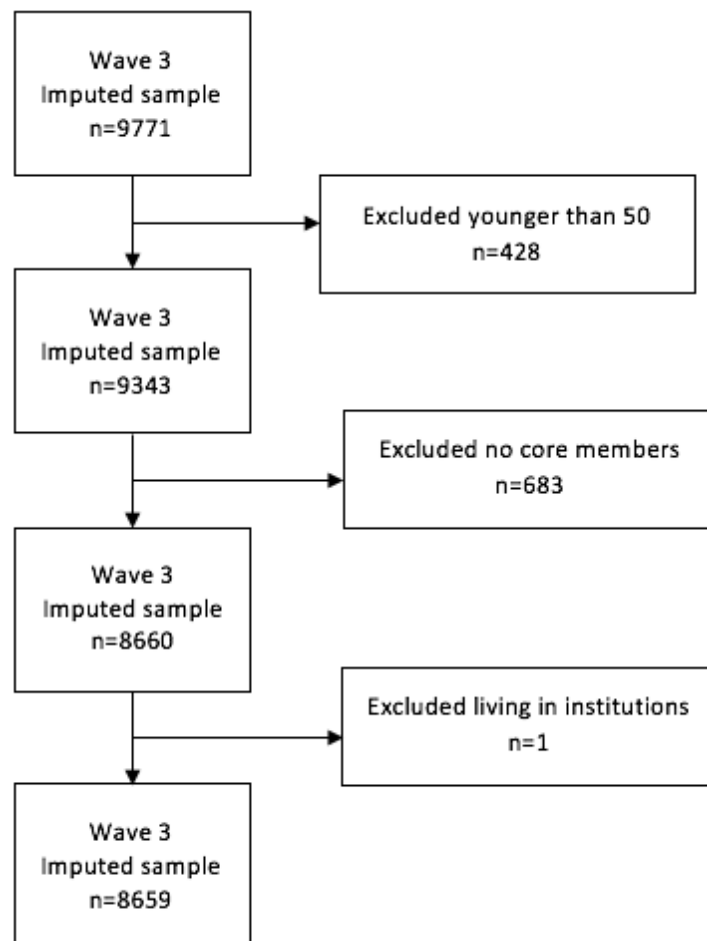 Wave 3
Imputed sample
n=9771
Excluded younger than 50
n=428
Wave 3
Imputed sample
n=9343
Excluded no core members
n=683
Wave 3
Imputed sample
n=8660
Excluded living in institutions
n=1
Wave 3
Imputed sample
n=8659